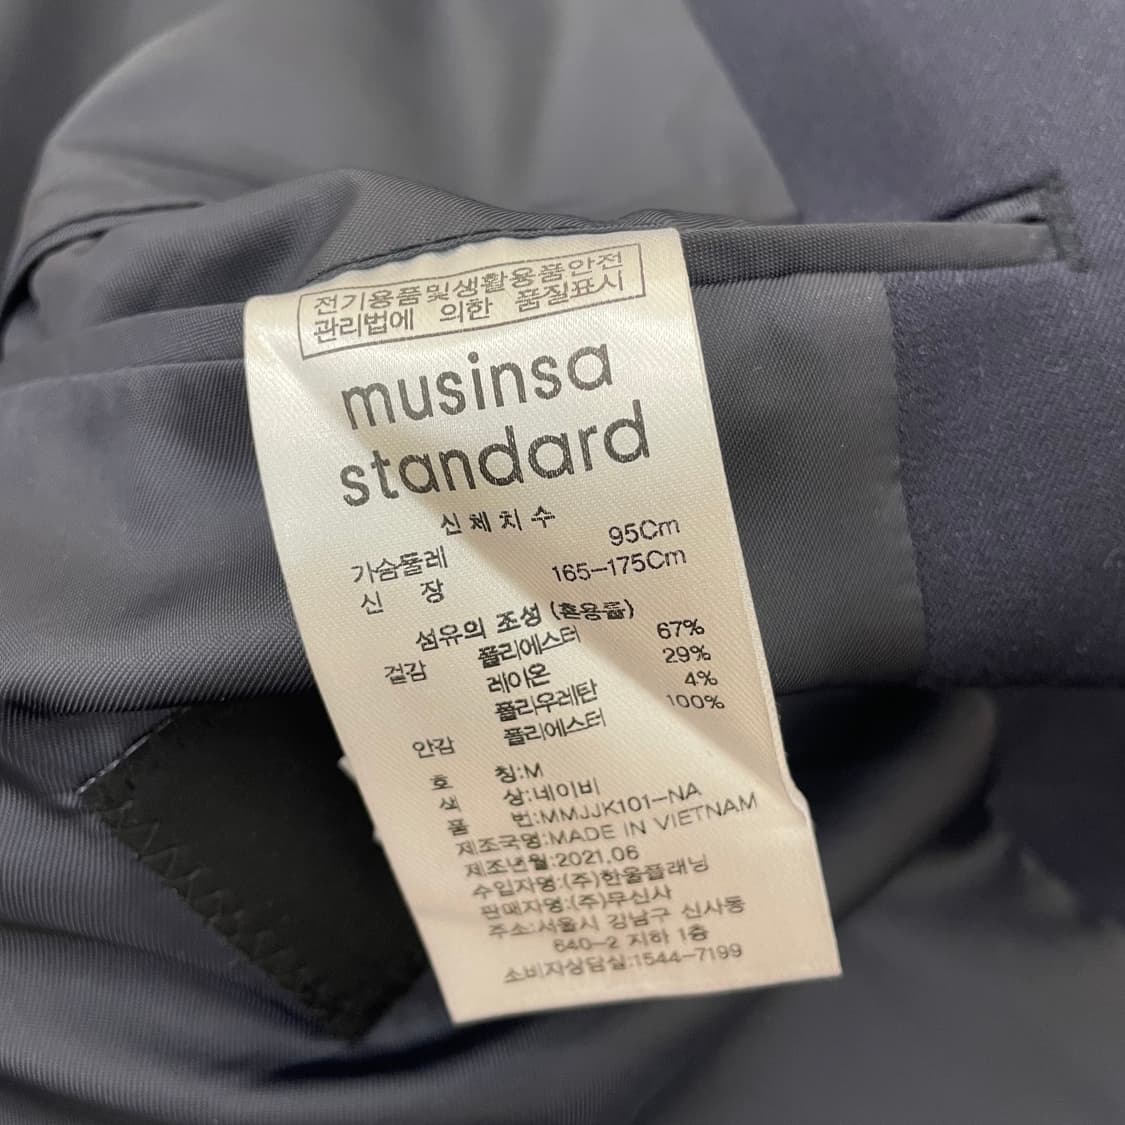 전기용품및생활용품안전
관리법에 의한 품질표시
musinsa
standard
신체치수
가슴둘레 95Cm
신 장 165-175Cm
섬유의 조성 (혼용률)
겉감 폴리에스터 67%
레이온 29%
폴리우레탄 4%
안감 폴리에스터 100%
호 칭:M
색 상:네이비
품 번:MMJJK101-NA
제조국명:MADE IN VIETNAM
제조년월:2021.06
수입자명:(주)한울플래닝
판매자명:(주)무신사
주소:서울시 강남구 신사동
640-2 지하 1층
소비자상담실:1544-7199